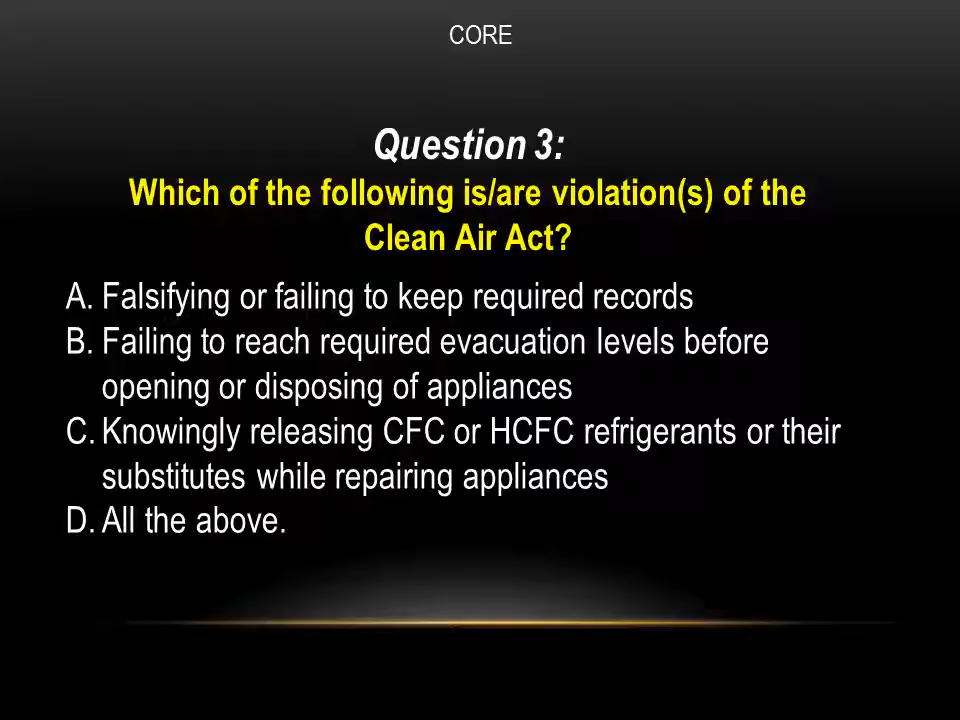 CORE
Question 3:
Which of the following is/are violation(s) of the
Clean Air Act?
A. Falsifying or failing to keep required records
B. Failing to reach required evacuation levels before
opening or disposing of appliances
C. Knowingly releasing CFC or HCFC refrigerants or their
substitutes while repairing appliances
D. All the above.